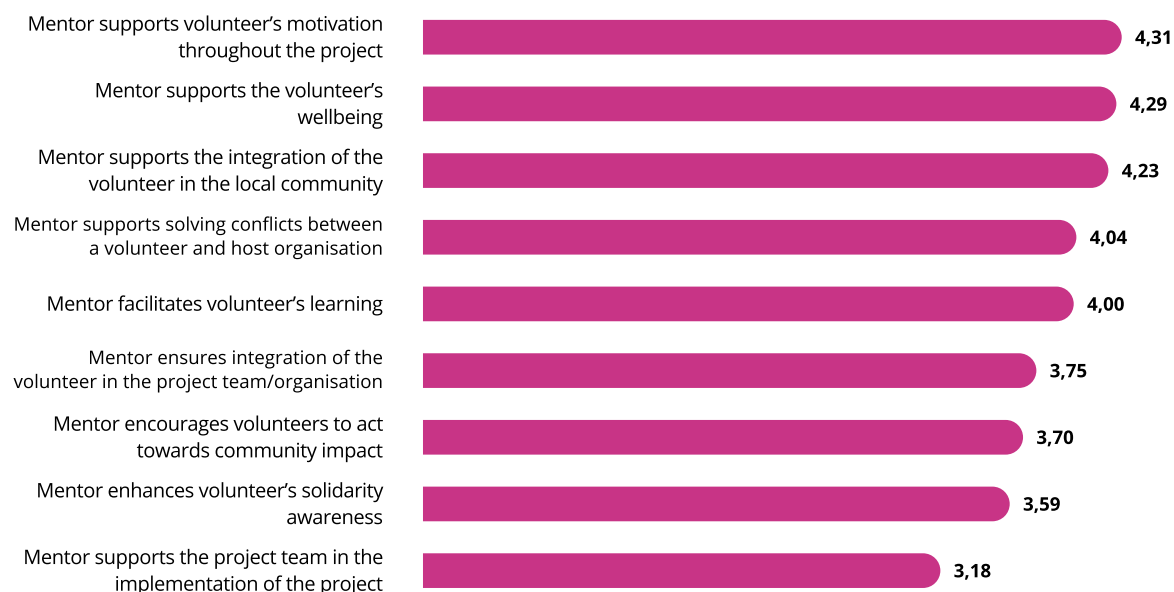 Mentor supports volunteer’s motivation
throughout the project
4,31
Mentor supports the volunteer’s
wellbeing
4,29
Mentor supports the integration of the
volunteer in the local community
4,23
Mentor supports solving conflicts between
a volunteer and host organisation
4,04
Mentor facilitates volunteer’s learning
4,00
Mentor ensures integration of the
volunteer in the project team/organisation
3,75
Mentor encourages volunteers to act
towards community impact
3,70
Mentor enhances volunteer’s solidarity
awareness
3,59
Mentor supports the project team in the
implementation of the project
3,18